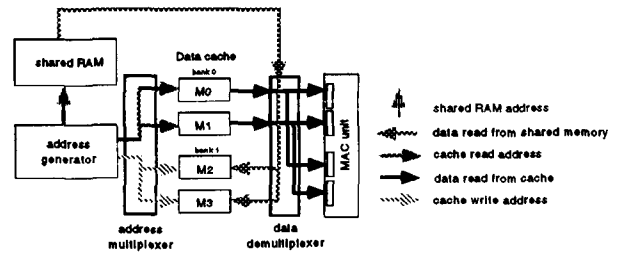 shared RAM
Data cache
bank 0
M0
M1
bank 1
M2
M3
address
generator
address
multiplexer
data
demultiplexer
MAC unit
shared RAM address
data read from shared memory
cache read address
data read from cache
cache write address